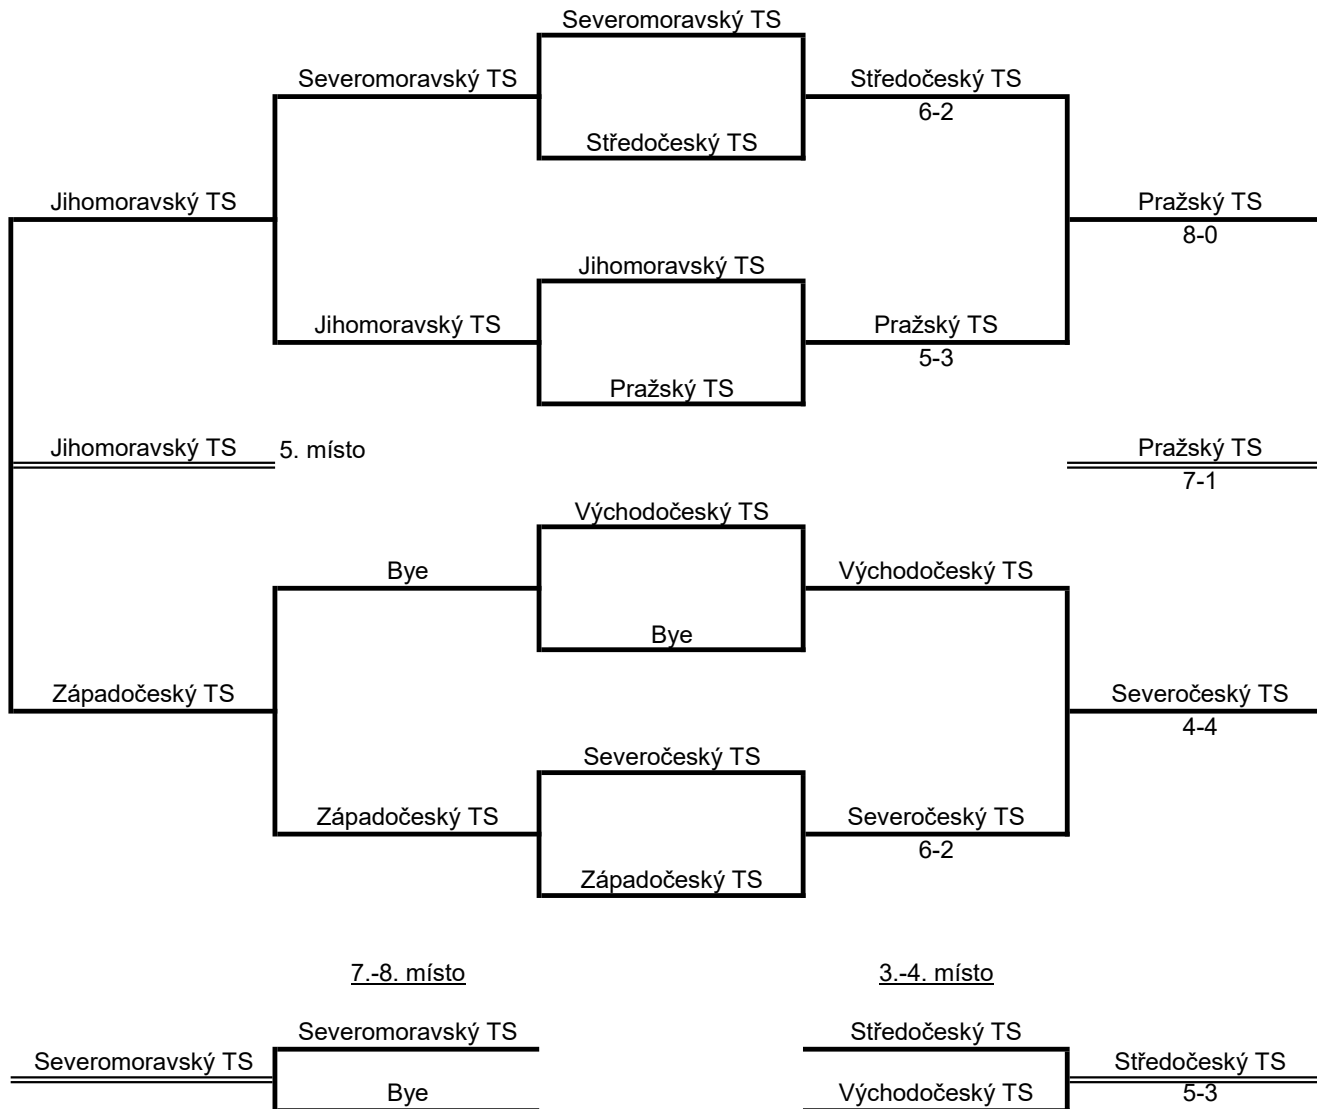 Severomoravský TS
Severomoravský TS
Středočeský TS
6-2
Středočeský TS
Jihomoravský TS
Pražský TS
8-0
Jihomoravský TS
Jihomoravský TS
Pražský TS
5-3
Pražský TS
Jihomoravský TS
5. místo
Pražský TS
7-1
Východočeský TS
Bye
Východočeský TS
Bye
Západočeský TS
Severočeský TS
4-4
Severočeský TS
Západočeský TS
Severočeský TS
6-2
Západočeský TS
7.-8. místo
3.-4. místo
Severomoravský TS
Středočeský TS
Severomoravský TS
Středočeský TS
Bye
Východočeský TS
5-3